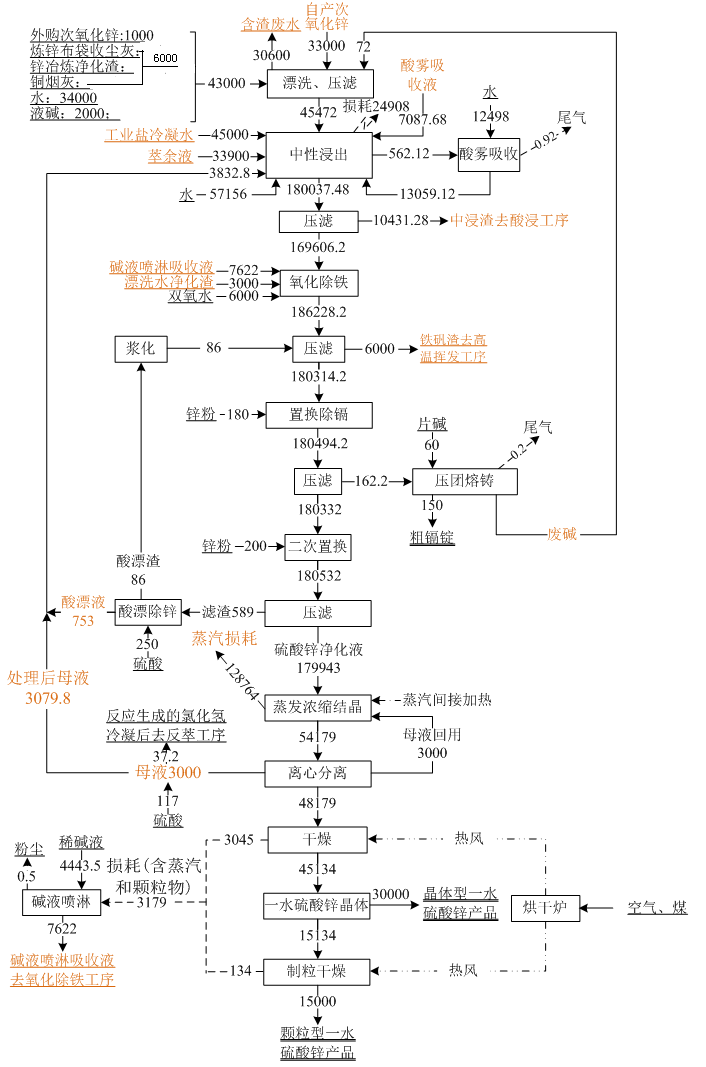 含渣废水
30600
自产次
氧化锌
33000
72
外购次氧化锌:1000
炼锌布袋收尘灰:
锌冶炼净化渣:
铜烟灰:
水: 34000
液碱: 2000;
6000
43000
漂洗、压滤
45472
损耗24908
酸雾吸
收液
7087.68
水
12498
尾气
0.92
工业盐冷凝水
45000
萃余液
33900
3832.8
中性浸出
562.12
酸雾吸收
水
57156
180037.48
13059.12
压滤
10431.28
中浸渣去酸浸工序
169606.2
碱液喷淋吸收液
7622
漂洗水净化渣
3000
双氧水
6000
氧化除铁
186228.2
浆化
86
压滤
6000
铁矾渣去高
温挥发工序
180314.2
锌粉
180
置换除镉
180494.2
片碱
60
尾气
0.2
压滤
162.2
压团熔铸
180332
150
粗镉锭
废碱
锌粉
200
二次置换
180532
酸漂渣
86
酸漂液
753
酸漂除锌
滤渣589
压滤
250
硫酸
硫酸锌净化液
179943
蒸汽损耗
128764
处理后母液
3079.8
蒸发浓缩结晶
蒸汽间接加热
反应生成的氯化氢
冷凝后去反萃工序
37.2
54179
母液回用
3000
母液3000
离心分离
117
硫酸
48179
粉尘
0.5
稀碱液
4443.5
损耗(含蒸汽
和颗粒物)
3179
3045
干燥
热风
45134
碱液喷淋
一水硫酸锌晶体
30000
晶体型一水
硫酸锌产品
烘干炉
空气、煤
7622
碱液喷淋吸收液
去氧化除铁工序
15134
134
制粒干燥
热风
15000
颗粒型一水
硫酸锌产品